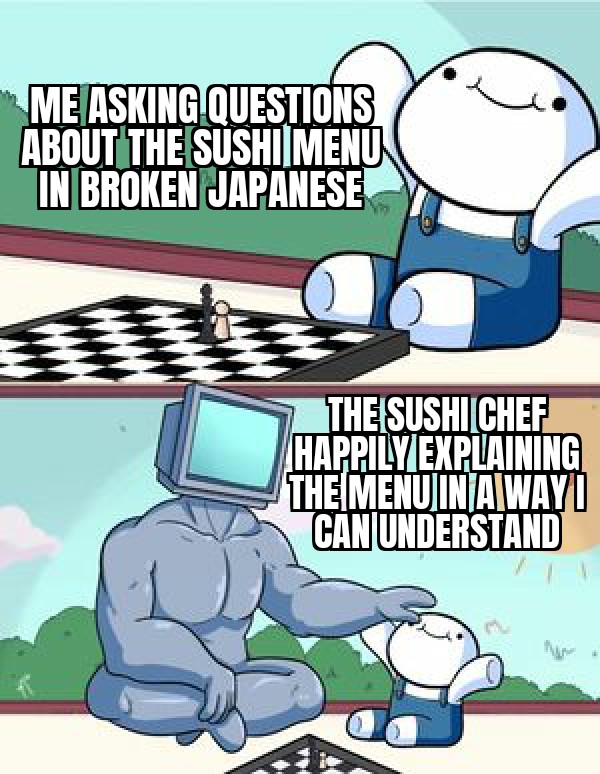 ME ASKING QUESTIONS
ABOUT THE SUSHI MENU
IN BROKEN JAPANESE
THE SUSHI CHEF
HAPPILY EXPLAINING
THE MENU IN A WAY I
CAN UNDERSTAND